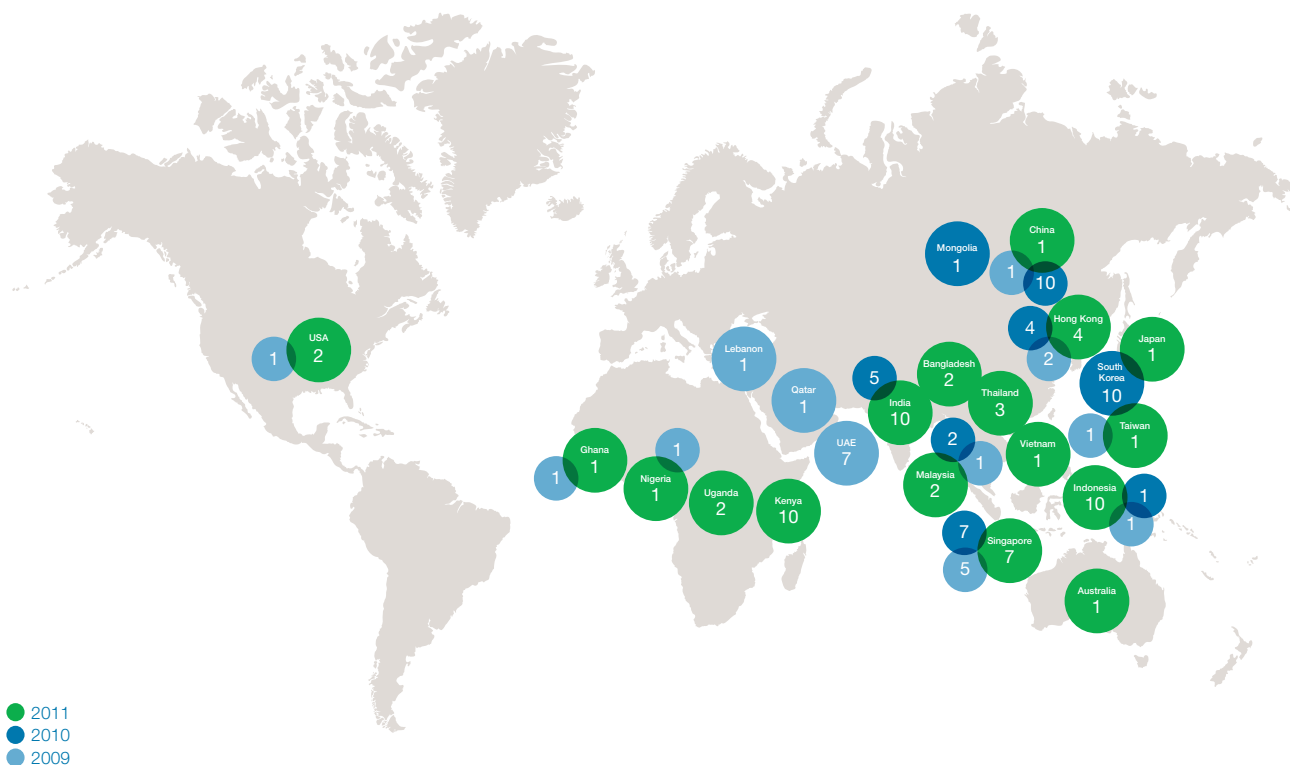 China
1
Mongolia
1
1
10
4
Hong Kong
4
2
Japan
1
USA
2
1
Lebanon
1
Qatar
1
UAE
7
5
India
10
Bangladesh
2
Thailand
3
South
Korea
10
1
Taiwan
1
Vietnam
1
2
1
Malaysia
2
Ghana
1
1
1
Nigeria
1
Uganda
2
Kenya
10
Indonesia
10
1
1
7
5
Singapore
7
Australia
1
2011
2010
2009